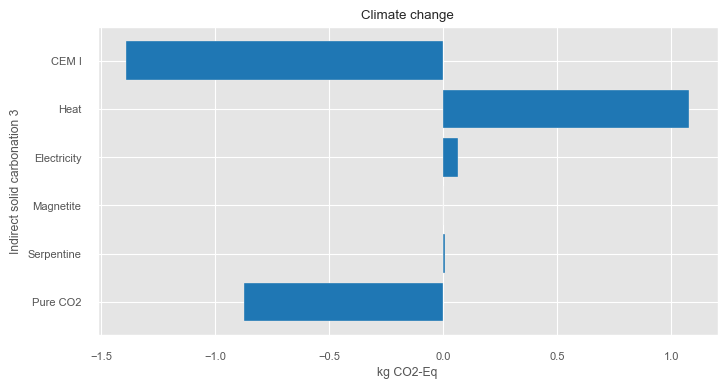 Climate change
Indirect solid carbonation 3
CEM I
Heat
Electricity
Magnetite
Serpentine
Pure CO2
−1.5 −1.0 −0.5 0.0 0.5 1.0
kg CO2-Eq